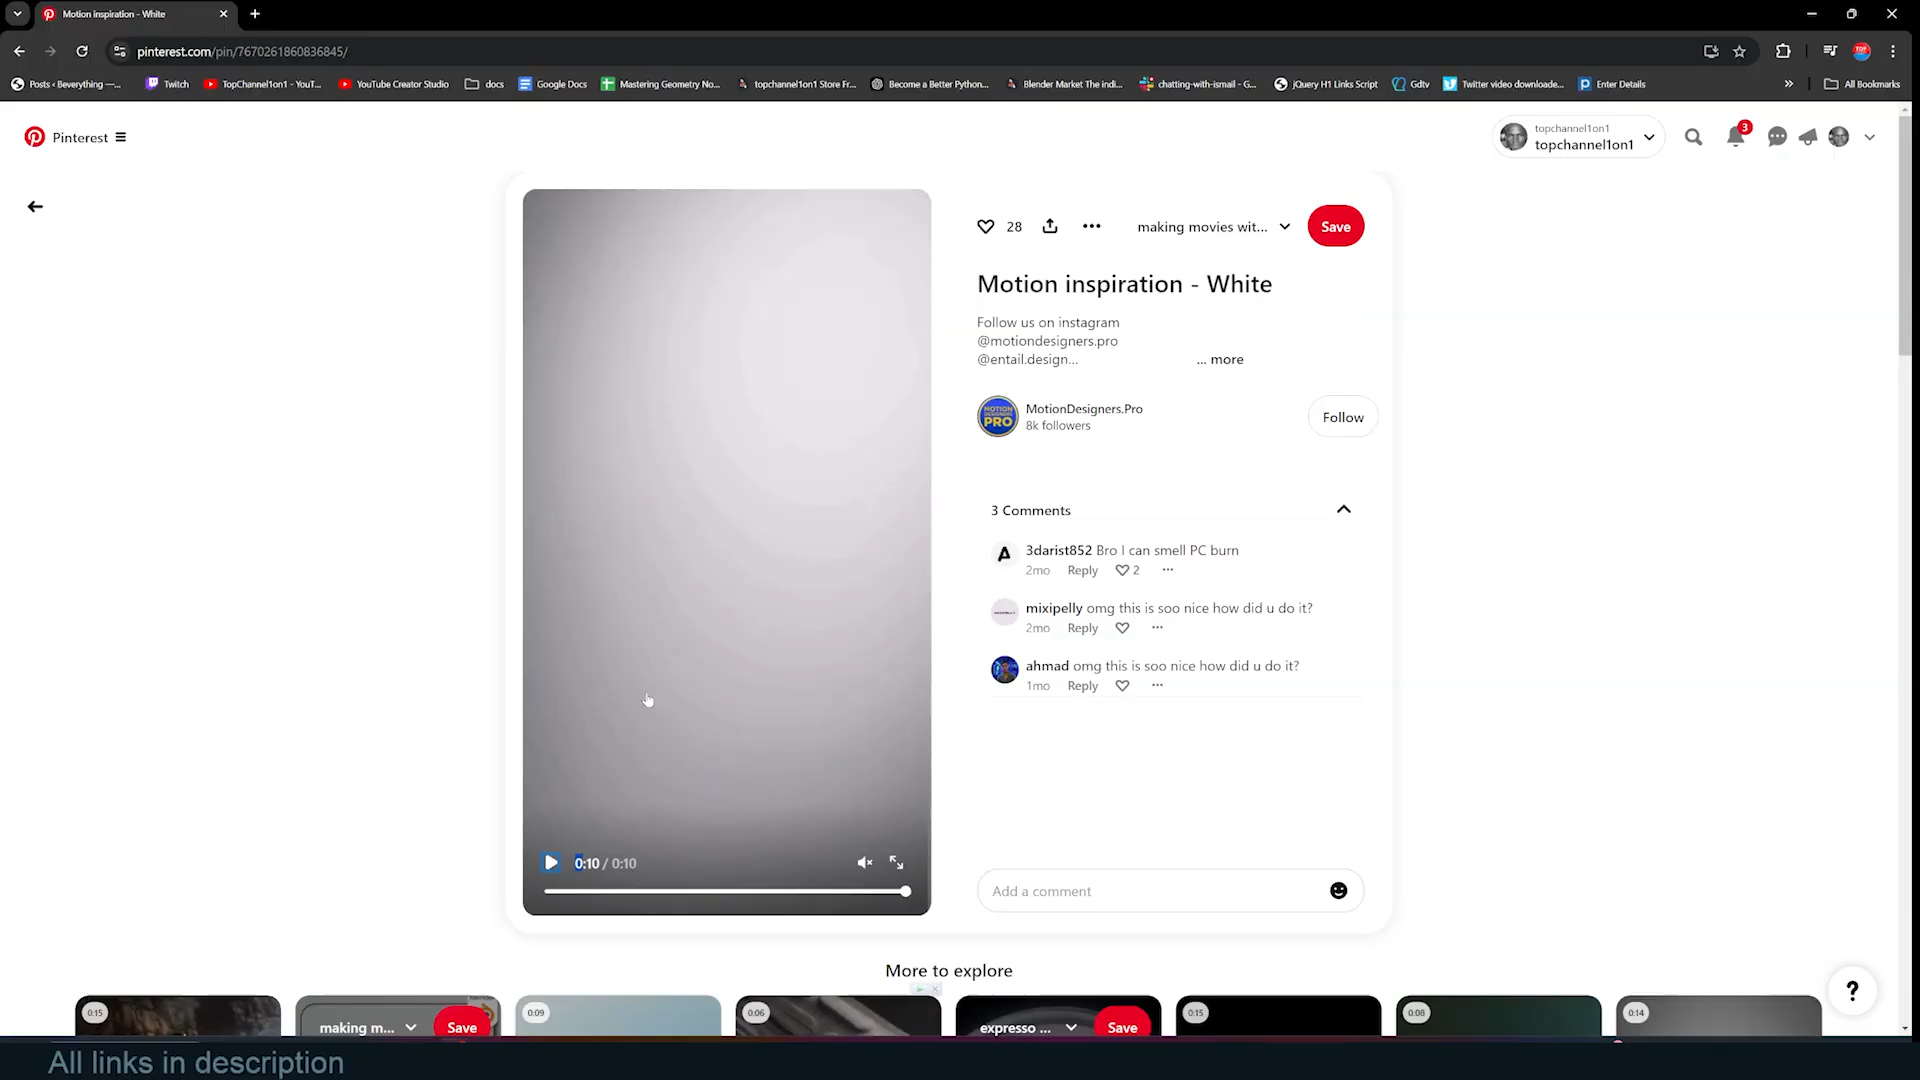 Motion inspiration - White
pinterest.com/pin/7670261860836845/
Posts ‹ Beverything —...
Twitch
TopChannel1on1 - YouT...
YouTube Creator Studio
docs
Google Docs
Mastering Geometry No...
topchannel1on1 Store Fr...
Become a Better Python...
Blender Market The indi...
chatting-with-ismail - G...
jQuery H1 Links Script
Gdtv
Twitter video downloade...
Enter Details
»
All Bookmarks
Pinterest
topchannel1on1
topchannel1on1
3
28
making movies wit...
Save
Motion inspiration - White
Follow us on instagram
@motiondesigners.pro
@entail.design...
... more
MOTION
DESIGNERS
PRO
MotionDesigners.Pro
8k followers
Follow
3 Comments
3darist852 Bro I can smell PC burn
2mo Reply 2
mixipelly omg this is soo nice how did u do it?
2mo Reply
ahmad omg this is soo nice how did u do it?
1mo Reply
0:10 / 0:10
Add a comment
More to explore
?
0:15
making m...
Save
0:09
0:06
expresso ...
Save
0:15
0:08
0:14
All links in description